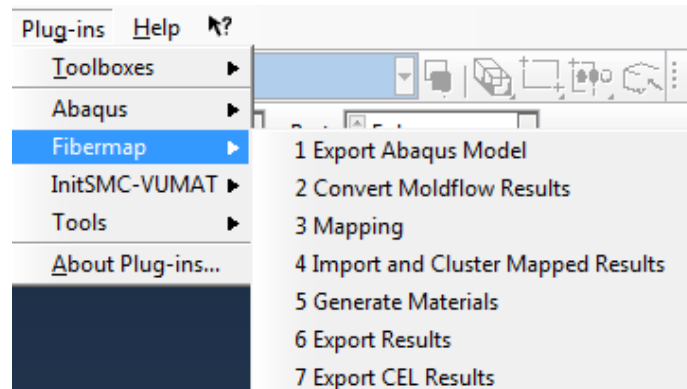 Plug-ins Help
Toolboxes
Abaqus
Fibermap
InitSMC-VUMAT
Tools
About Plug-ins...
1 Export Abaqus Model
2 Convert Moldflow Results
3 Mapping
4 Import and Cluster Mapped Results
5 Generate Materials
6 Export Results
7 Export CEL Results